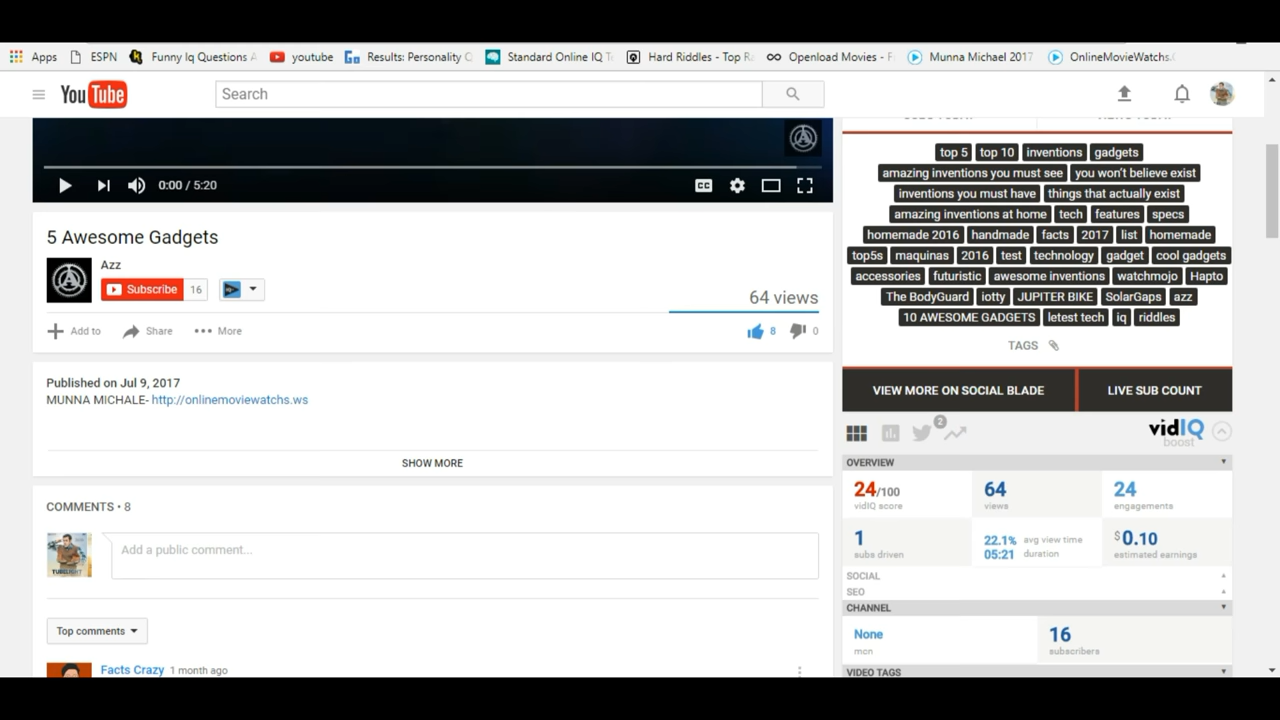 Apps ESPN Funny Iq Questions A youtube Results: Personality Q Standard Online IQ T Hard Riddles - Top Ra Openload Movies - F Munna Michael 2017 OnlineMovieWatchs.
YouTube Search
top 5 top 10 inventions gadgets
amazing inventions you must see you won't believe exist
inventions you must have things that actually exist
amazing inventions at home tech features specs
homemade 2016 handmade facts 2017 list homemade
top5s maquinas 2016 test technology gadget cool gadgets
accessories futuristic awesome inventions watchmojo Hapto
The BodyGuard iotty JUPITER BIKE SolarGaps azz
10 AWESOME GADGETS letest tech iq riddles
TAGS
VIEW MORE ON SOCIAL BLADE LIVE SUB COUNT
CC 0:00 / 5:20
5 Awesome Gadgets
Azz
Subscribe 16
64 views
Add to Share More 8 0
Published on Jul 9, 2017
MUNNA MICHALE- http://onlinemoviewatchs.ws
SHOW MORE
COMMENTS • 8
Add a public comment...
TUBELIGHT
Top comments
Facts Crazy 1 month ago
2 vidIQ
boost
OVERVIEW
24/100 64 24
vidIQ score views engagements
1 22.1% avg view time $0.10
subs driven 05:21 duration estimated earnings
SOCIAL
SEO
CHANNEL
None 16
mcn subscribers
VIDEO TAGS